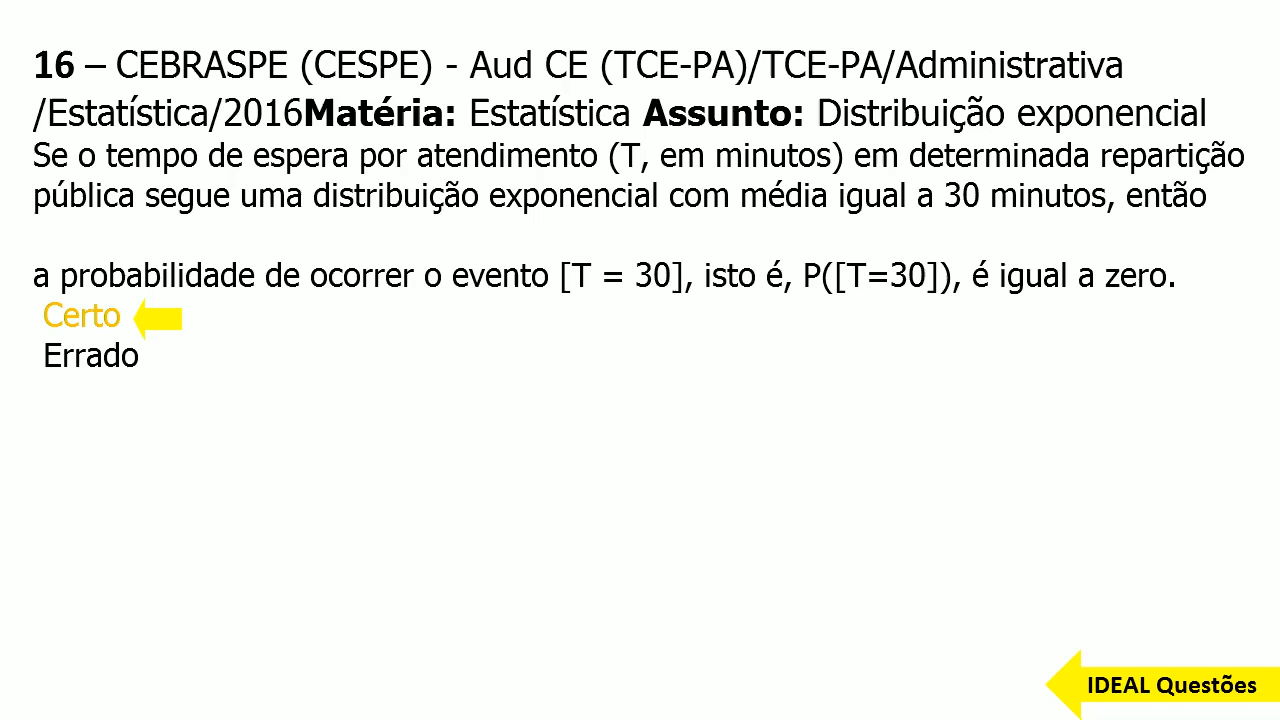 16 – CEBRASPE (CESPE) - Aud CE (TCE-PA)/TCE-PA/Administrativa
/Estatística/2016Matéria: Estatística Assunto: Distribuição exponencial
Se o tempo de espera por atendimento (T, em minutos) em determinada repartição
pública segue uma distribuição exponencial com média igual a 30 minutos, então
a probabilidade de ocorrer o evento [T = 30], isto é, P([T=30]), é igual a zero.
Certo
Errado
IDEAL Questões